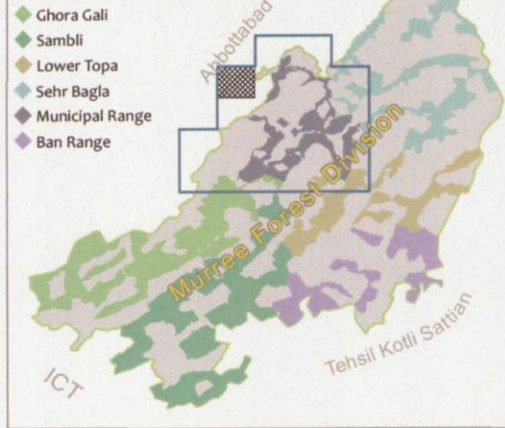 Ghora Gali
Sambli
Lower Topa
Sehr Bagla
Municipal Range
Ban Range
Abbottabad
Murree Forest Division
Tehsil Kotli Sattian
ICT